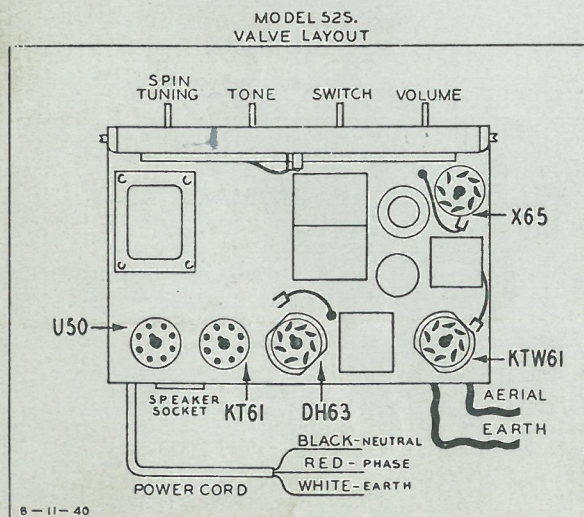 MODEL 52S.
VALVE LAYOUT
SPIN TUNING
TONE
SWITCH
VOLUME
X65
U50
KTW61
SPEAKER SOCKET
KT61
DH63
AERIAL
EARTH
BLACK-NEUTRAL
RED - PHASE
WHITE-EARTH
POWER CORD
8-11-40